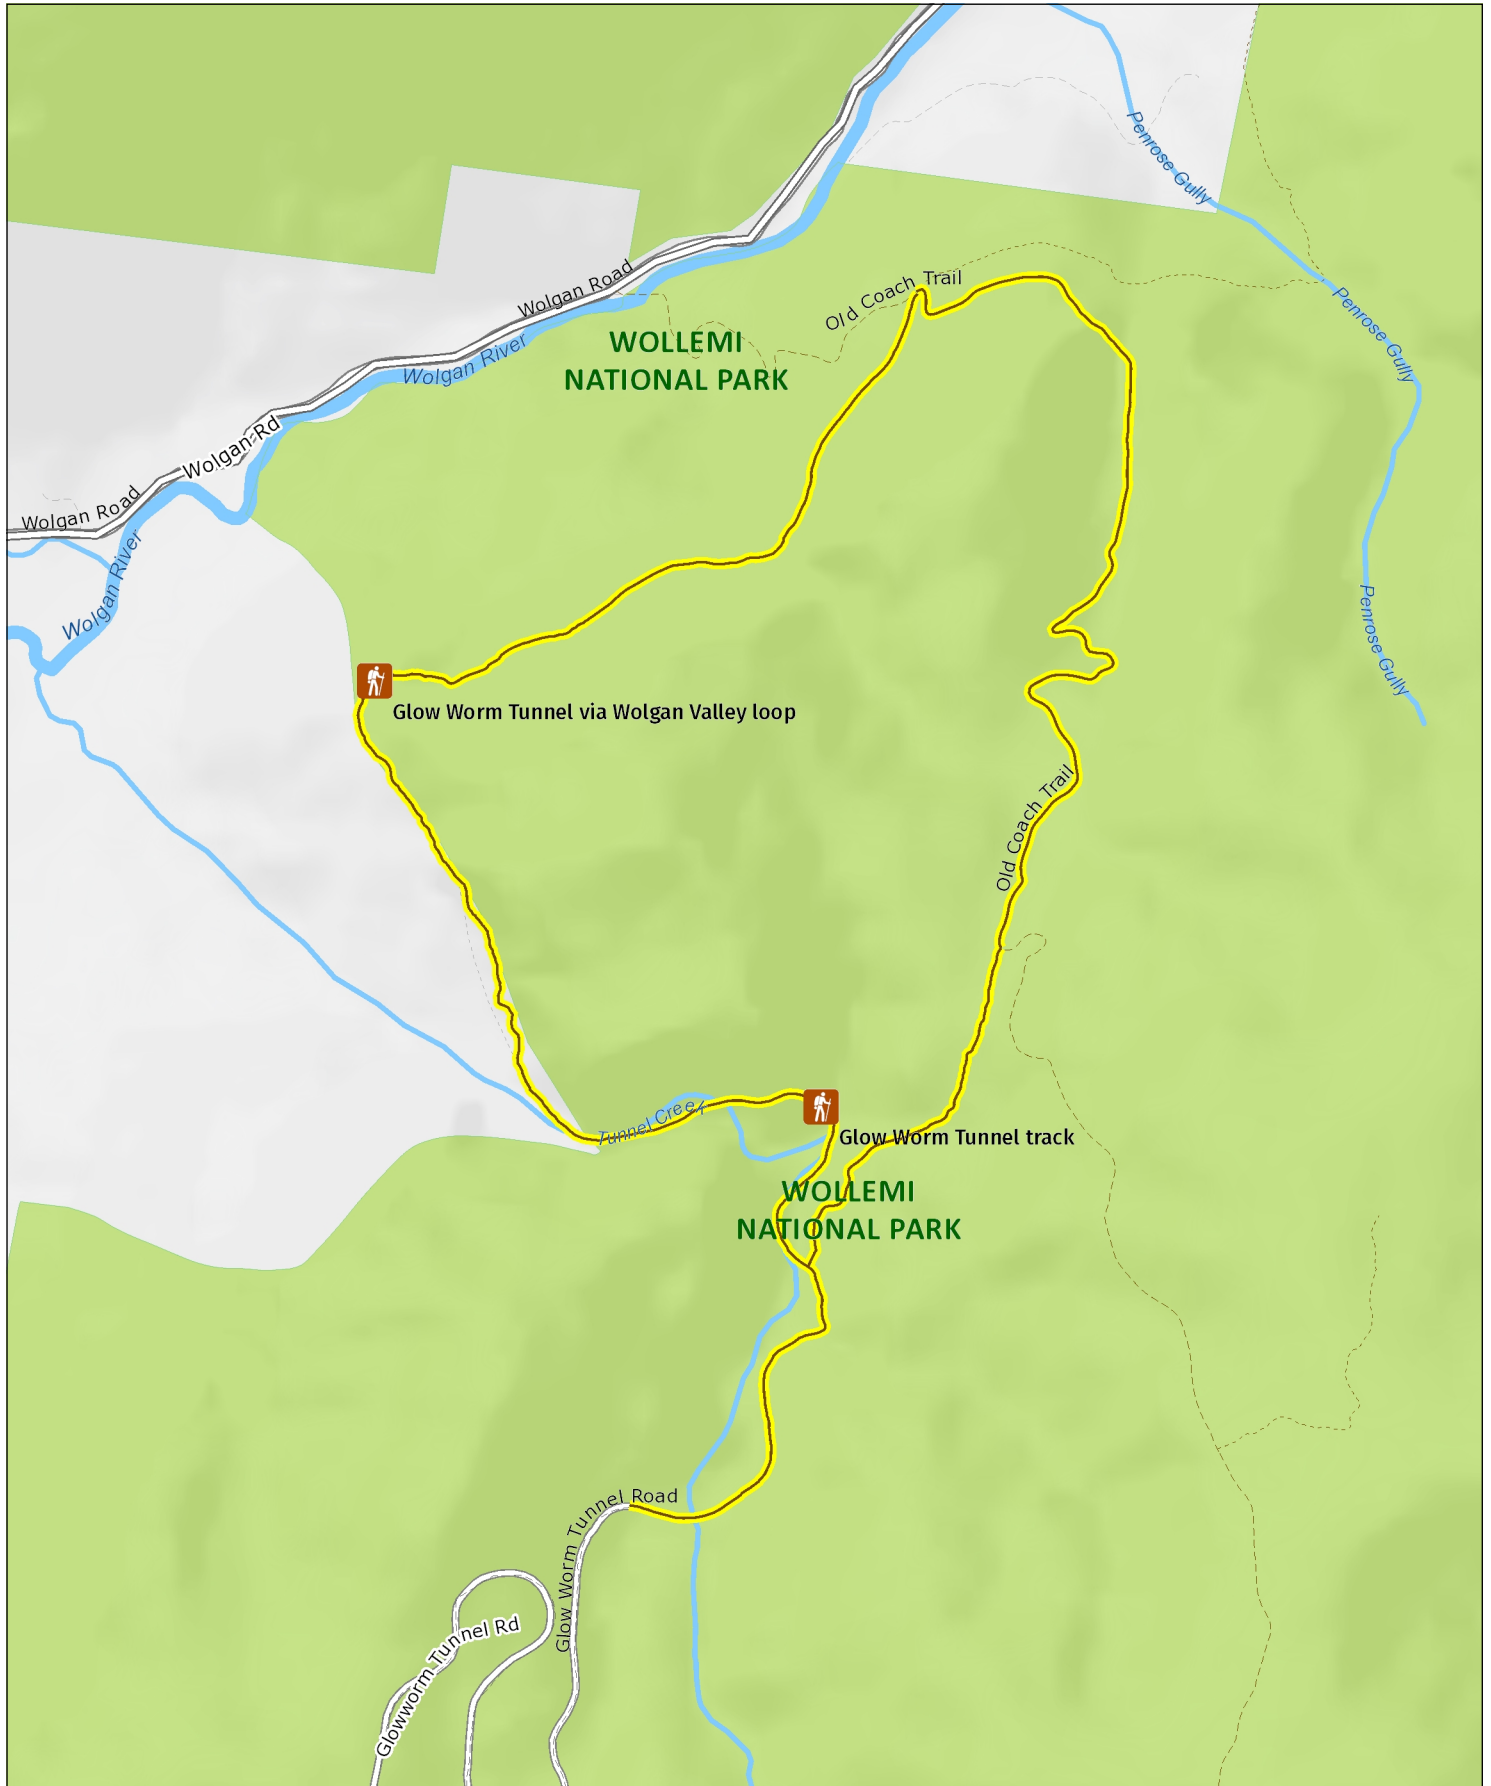 Penrose Gully
Wolgan Road
Old Coach Trail
Penrose Gully
WOLLEMI
NATIONAL PARK
Wolgan River
Wolgan Rd
Wolgan Road
Wolgan River
Penrose Gully
Glow Worm Tunnel via Wolgan Valley loop
Old Coach Trail
Tunnel Creek
Glow Worm Tunnel track
WOLLEMI
NATIONAL PARK
Glow Worm Tunnel Road
Glowworm Tunnel Rd